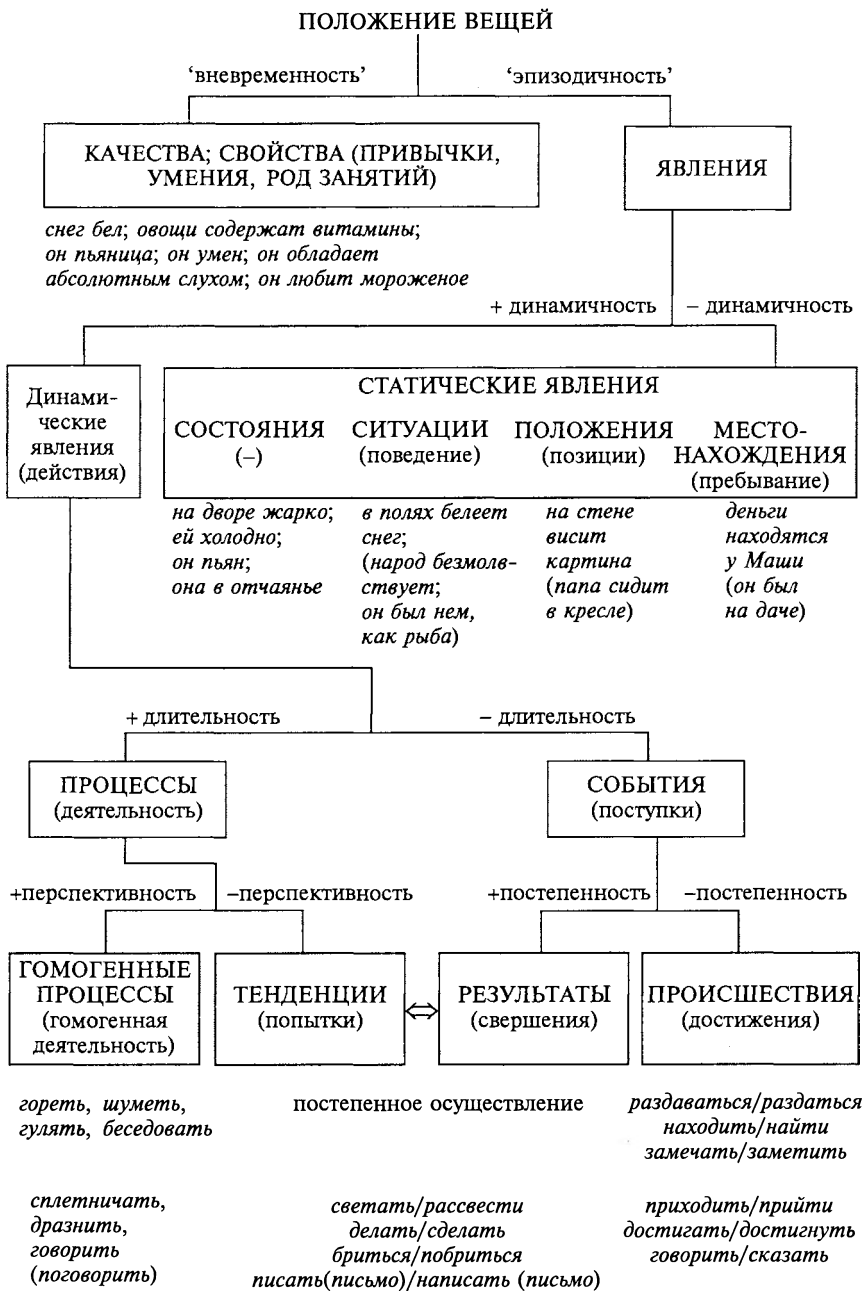 ПОЛОЖЕНИЕ ВЕЩЕЙ
‘вневременность’ ‘эпизодичность’
КАЧЕСТВА; СВОЙСТВА (ПРИВЫЧКИ,
УМЕНИЯ, РОД ЗАНЯТИЙ)
ЯВЛЕНИЯ
снег бел; овощи содержат витамины;
он пьяница; он умен; он обладает
абсолютным слухом; он любит мороженое
+ динамичность – динамичность
Динами-
ческие
явления
(действия)
СТАТИЧЕСКИЕ ЯВЛЕНИЯ
СОСТОЯНИЯ
(–)
СИТУАЦИИ
(поведение)
ПОЛОЖЕНИЯ
(позиции)
МЕСТО-
НАХОЖДЕНИЯ
(пребывание)
на дворе жарко;
ей холодно;
он пьян;
она в отчаянье
в полях белеет
снег;
(народ безмолв-
ствует;
он был нем,
как рыба)
на стене
висит
картина
(папа сидит
в кресле)
деньги
находятся
у Маши
(он был
на даче)
+ длительность – длительность
ПРОЦЕССЫ
(деятельность)
СОБЫТИЯ
(поступки)
+перспективность –перспективность
+постепенность –постепенность
ГОМОГЕННЫЕ
ПРОЦЕССЫ
(гомогенная
деятельность)
ТЕНДЕНЦИИ
(попытки)
⇔
РЕЗУЛЬТАТЫ
(свершения)
ПРОИСШЕСТВИЯ
(достижения)
гореть, шуметь,
гулять, беседовать
постепенное осуществление
раздаваться/раздаться
находить/найти
замечать/заметить
сплетничать,
дразнить,
говорить
(поговорить)
светать/рассвести
делать/сделать
бриться/побриться
писать(письмо)/написать (письмо)
приходить/прийти
достигать/достигнуть
говорить/сказать